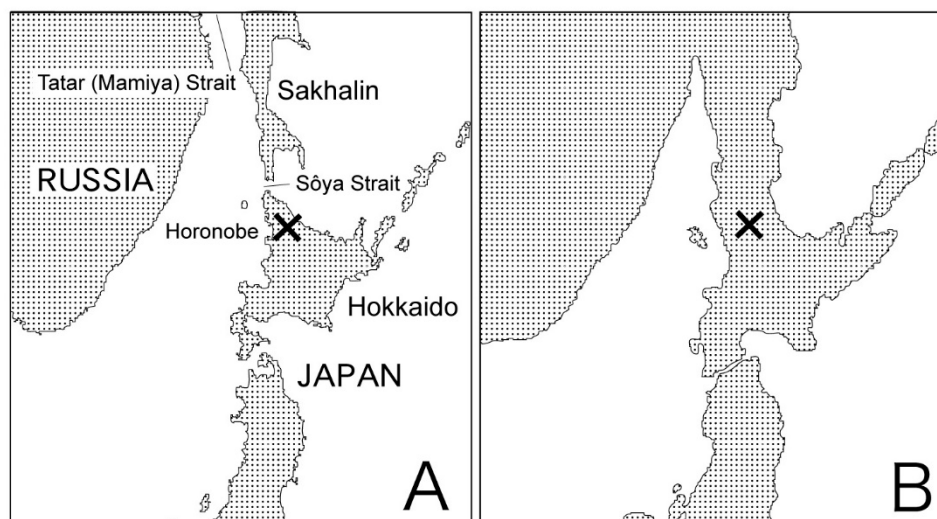 Tatar (Mamiya) Strait
Sakhalin
RUSSIA
Sôya Strait
Horonobe
Hokkaido
JAPAN
A
B